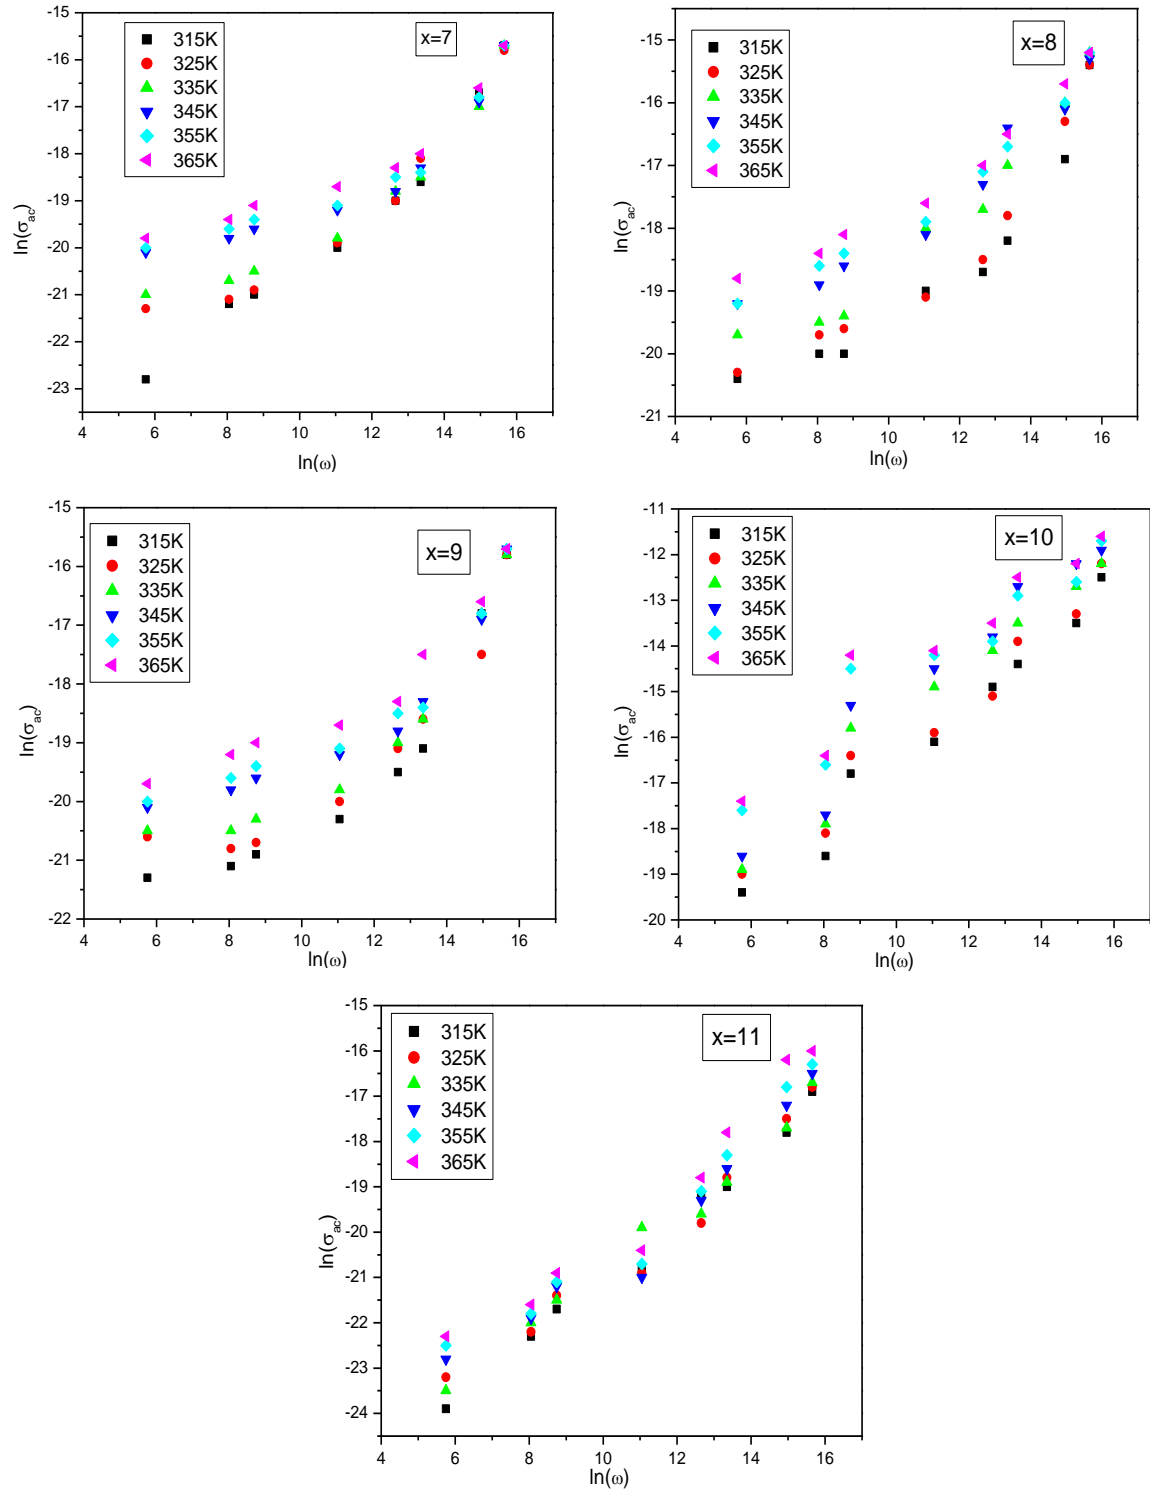 x=7
315K
325K
335K
345K
355K
365K
-15
-16
-17
-18
-19
-20
-21
-22
-23
ln(σac)
4 6 8 10 12 14 16
ln(ω)
x=8
315K
325K
335K
345K
355K
365K
-15
-16
-17
-18
-19
-20
-21
ln(σac)
4 6 8 10 12 14 16
ln(ω)
x=9
315K
325K
335K
345K
355K
365K
-15
-16
-17
-18
-19
-20
-21
-22
ln(σac)
4 6 8 10 12 14 16
ln(ω)
x=10
315K
325K
335K
345K
355K
365K
-11
-12
-13
-14
-15
-16
-17
-18
-19
-20
ln(σac)
4 6 8 10 12 14 16
ln(ω)
x=11
315K
325K
335K
345K
355K
365K
-15
-16
-17
-18
-19
-20
-21
-22
-23
-24
ln(σac)
4 6 8 10 12 14 16
ln(ω)